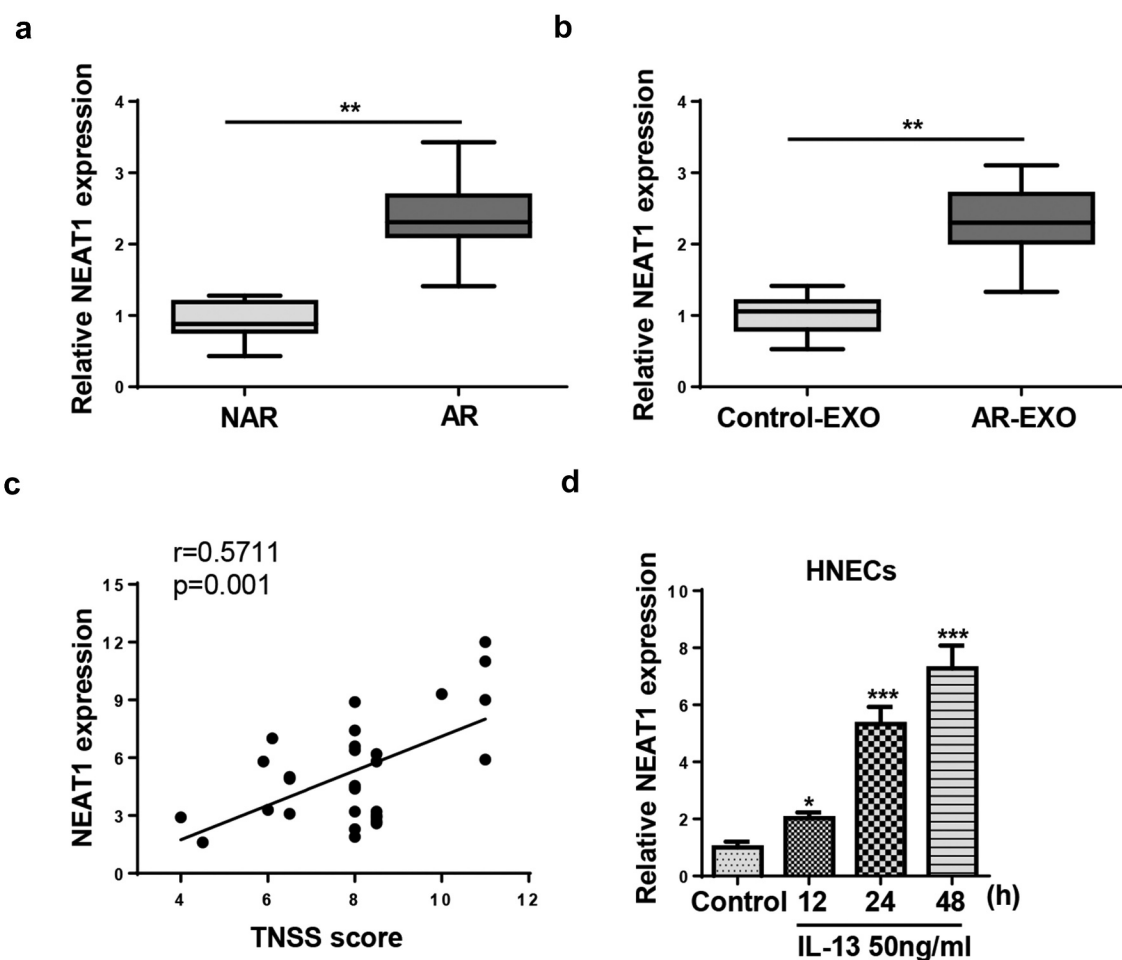 a
Relative NEAT1 expression
4
3
2
1
0
**
NAR
AR
b
Relative NEAT1 expression
4
3
2
1
0
**
Control-EXO
AR-EXO
c
r=0.5711
p=0.001
NEAT1 expression
15
12
9
6
3
0
4 6 8 10 12
TNSS score
d
HNECs
Relative NEAT1 expression
10
8
6
4
2
0
*
***
***
Control 12 24 48 (h)
IL-13 50ng/ml